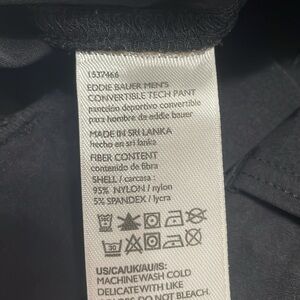 1537466
EDDIE BAUER MEN'S
CONVERTIBLE TECH PANT
pantalón deportivo convertible
para hombre de eddie bauer
MADE IN SRI LANKA
hecho en sri lanka
FIBER CONTENT
contenido de fibra
SHELL / carcasa :
95% NYLON / nylon
5% SPANDEX / lycra
30
US/CA/UK/AU/IS:
MACHINE WASH COLD
DELICATE WITH LIKE
COLORS DO NOT BLEACH.